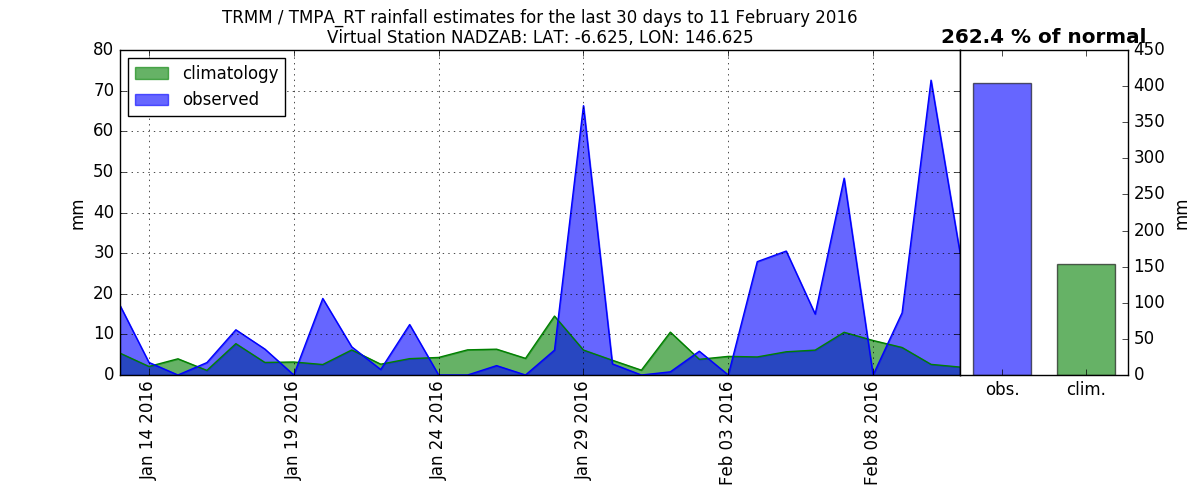 TRMM / TMPA_RT rainfall estimates for the last 30 days to 11 February 2016
Virtual Station NADZAB: LAT: -6.625, LON: 146.625
262.4 % of normal
climatology
observed
80
70
60
50
40
30
20
10
0
mm
Jan 14 2016
Jan 19 2016
Jan 24 2016
Jan 29 2016
Feb 03 2016
Feb 08 2016
450
400
350
300
250
200
150
100
50
0
mm
obs.
clim.